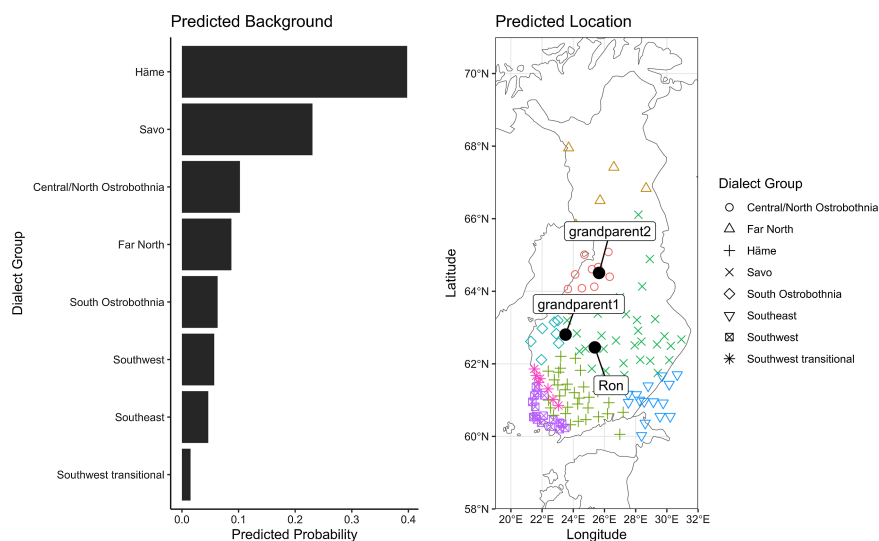 Predicted Background
Dialect Group
Häme
Savo
Central/North Ostrobothnia
Far North
South Ostrobothnia
Southwest
Southeast
Southwest transitional
0.0 0.1 0.2 0.3 0.4
Predicted Probability
Predicted Location
Latitude
70°N
68°N
66°N
64°N
62°N
60°N
58°N
grandparent2
grandparent1
Ron
20°E 22°E 24°E 26°E 28°E 30°E 32°E
Longitude
Dialect Group
Central/North Ostrobothnia
Far North
Häme
Savo
South Ostrobothnia
Southeast
Southwest
Southwest transitional